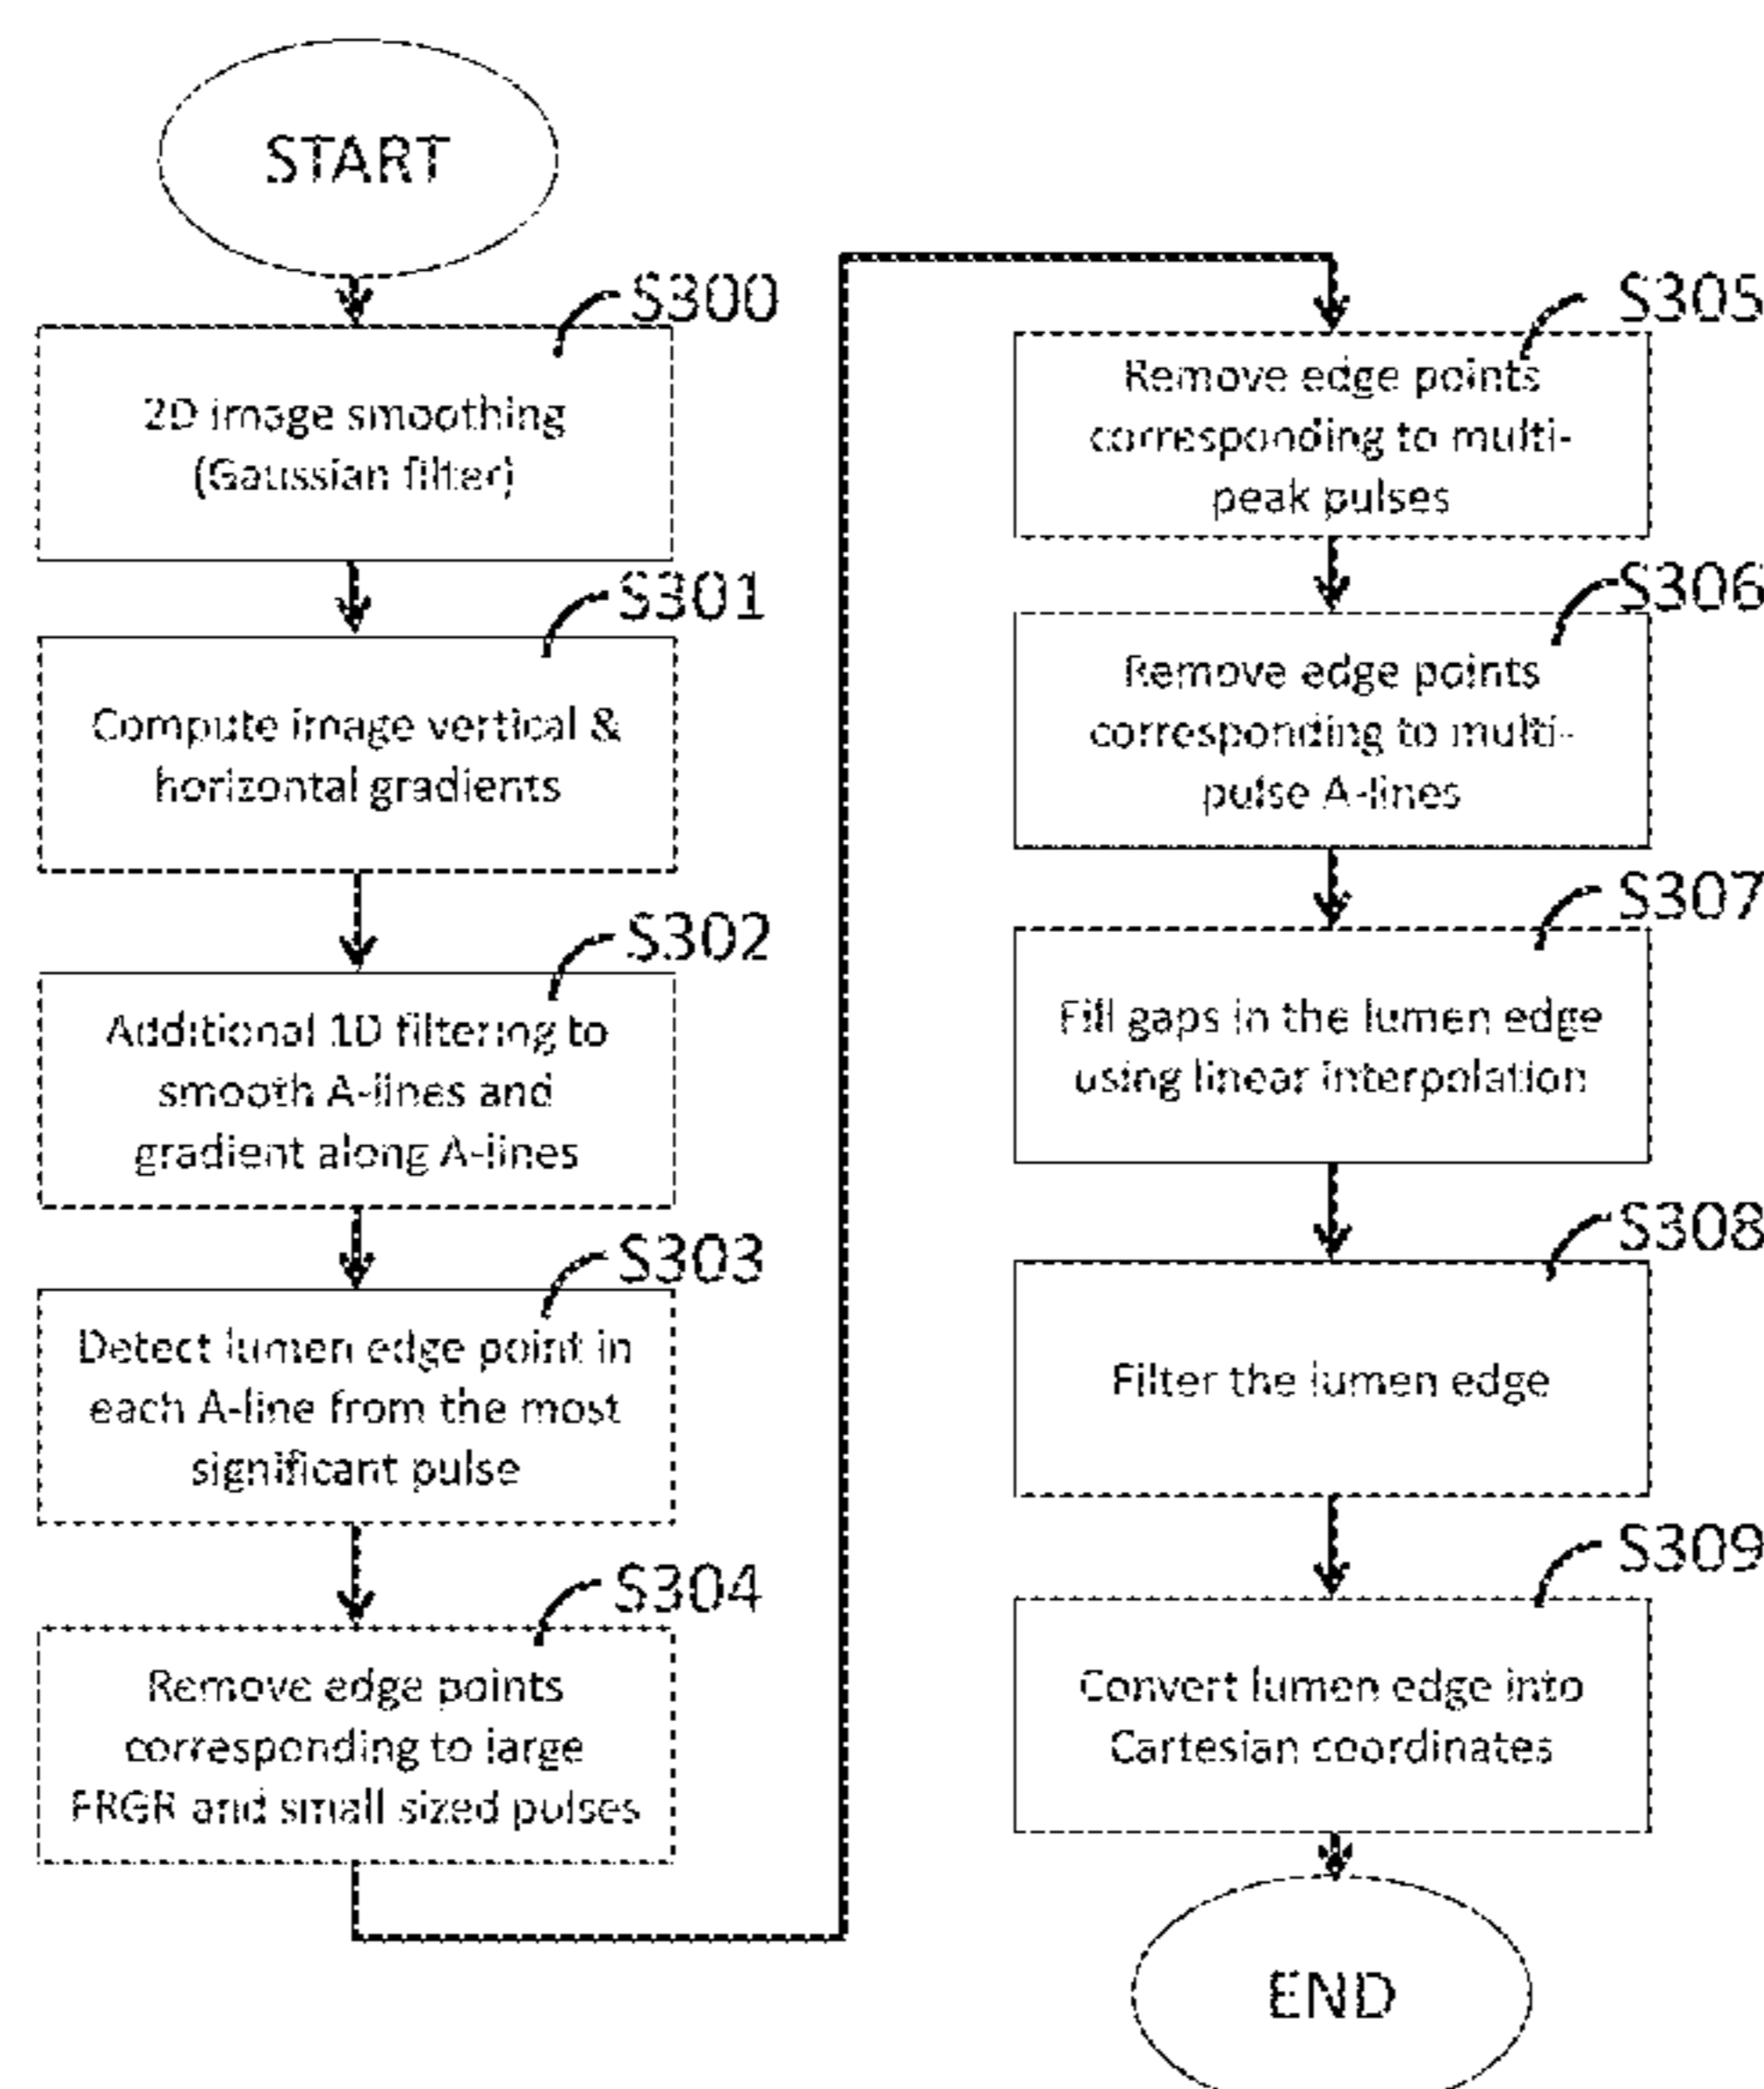 START
S300
2D image smoothing
(Gaussian filter)
S301
Compute image vertical &
horizontal gradients
S302
Additional 1D filtering to
smooth A-lines and
gradient along A-lines
S303
Detect lumen edge point in
each A-line from the most
significant pulse
S304
Remove edge points
corresponding to large
FRGR and small sized pulses
S305
Remove edge points
corresponding to multi-
peak pulses
S306
Remove edge points
corresponding to multi-
pulse A-lines
S307
Fill gaps in the lumen edge
using linear interpolation
S308
Filter the lumen edge
S309
Convert lumen edge into
Cartesian coordinates
END